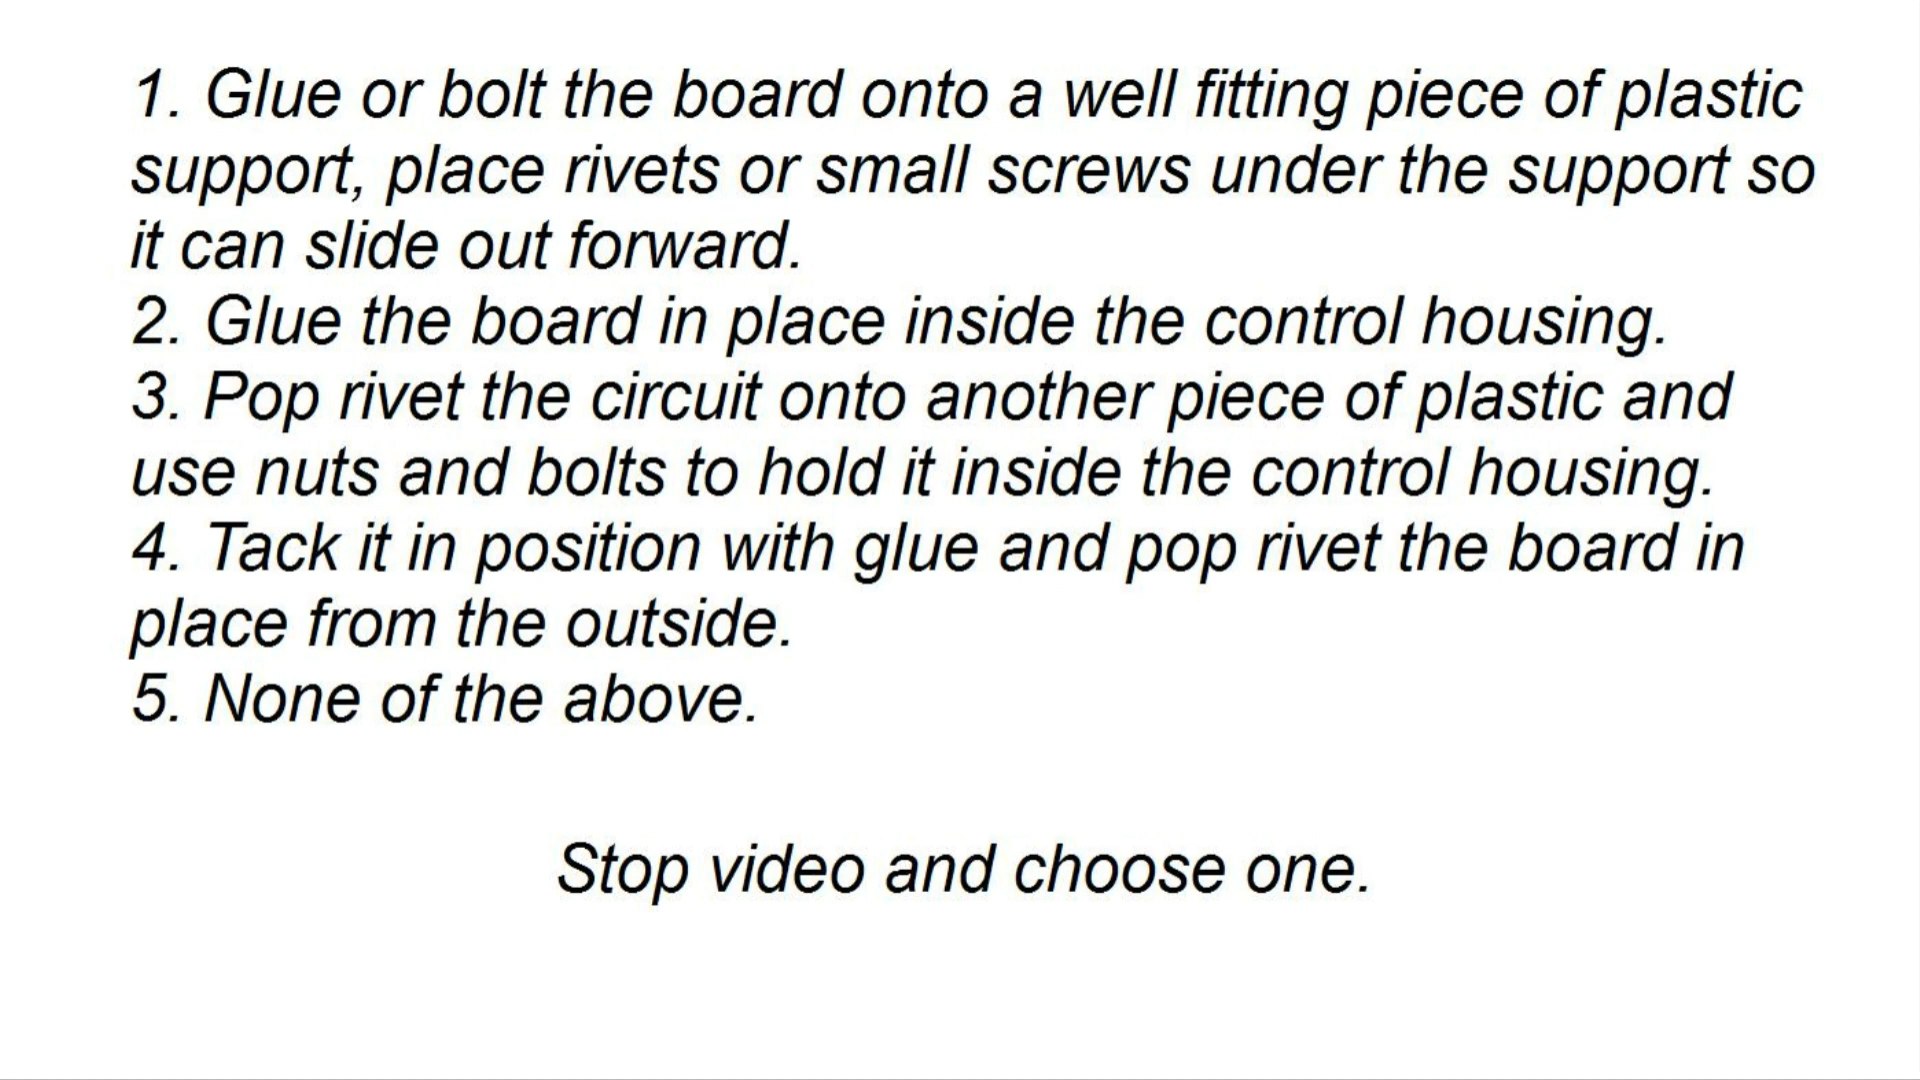 1. Glue or bolt the board onto a well fitting piece of plastic
support, place rivets or small screws under the support so
it can slide out forward.
2. Glue the board in place inside the control housing.
3. Pop rivet the circuit onto another piece of plastic and
use nuts and bolts to hold it inside the control housing.
4. Tack it in position with glue and pop rivet the board in
place from the outside.
5. None of the above.
Stop video and choose one.